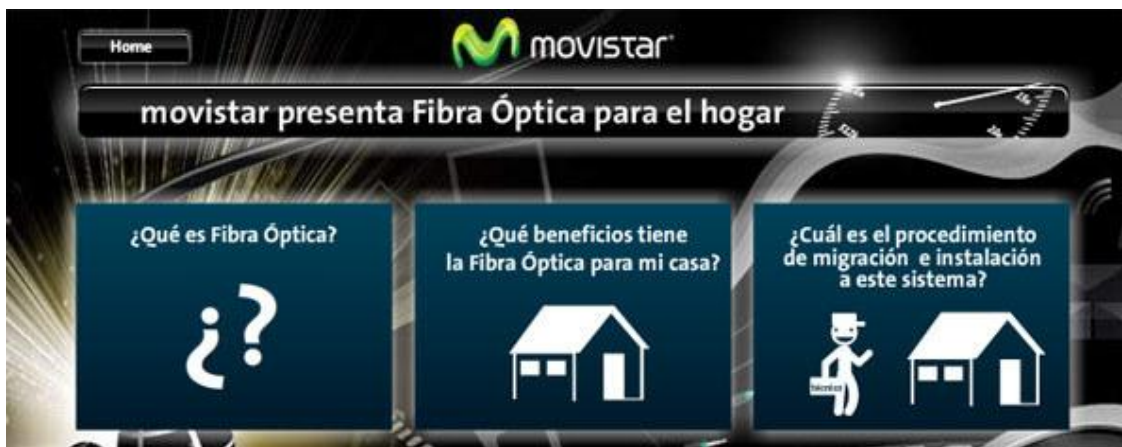 Home
movistar
movistar presenta Fibra Óptica para el hogar
¿Qué es Fibra Óptica?
¿?
¿Qué beneficios tiene
la Fibra Óptica para mi casa?
¿Cuál es el procedimiento
de migración e instalación
a este sistema?
técnico